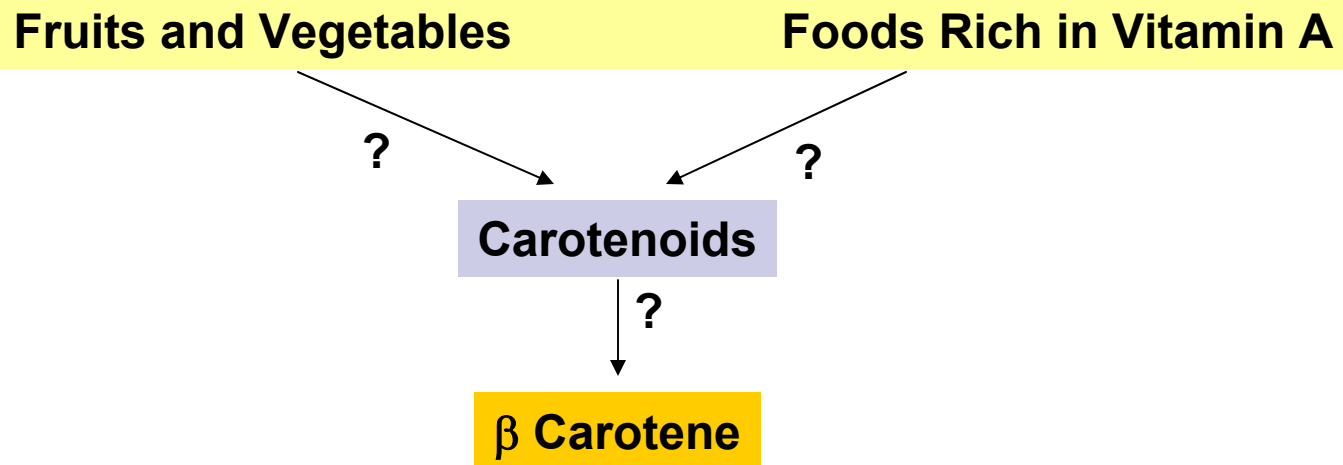 Fruits and Vegetables
Foods Rich in Vitamin A
?
?
Carotenoids
?
β Carotene